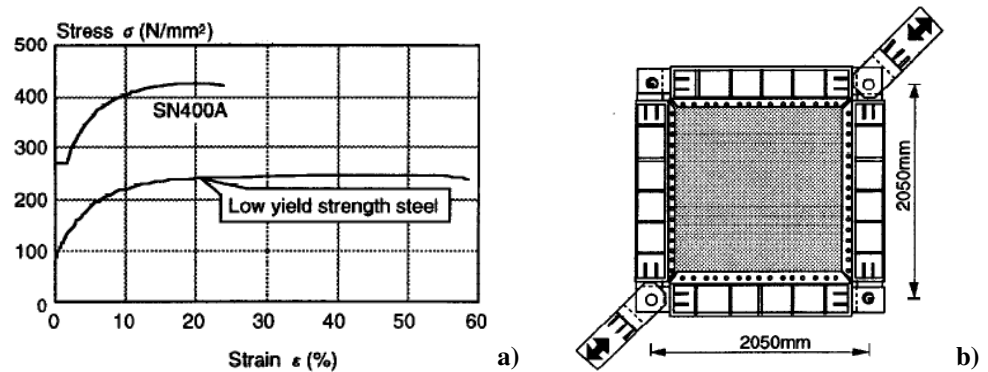 Stress σ (N/mm²)
500
400
300
200
100
0
SN400A
Low yield strength steel
0 10 20 30 40 50 60
Strain ε (%)
a)
2050mm
2050mm
b)